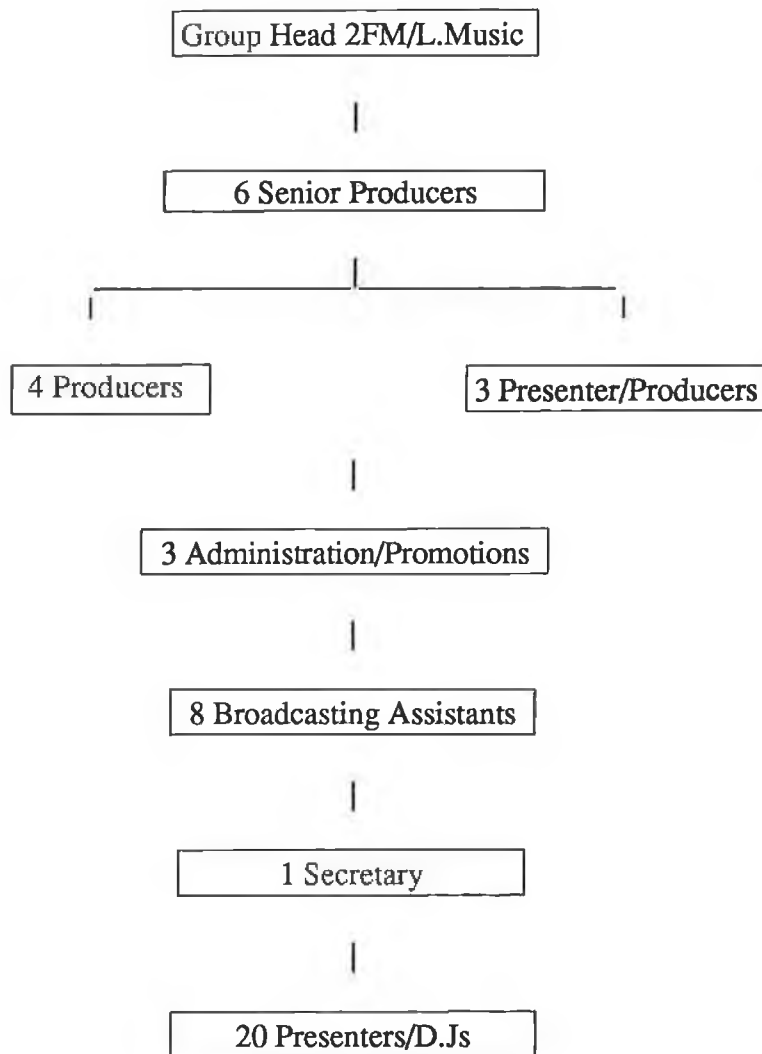 Group Head 2FM/L.Music
6 Senior Producers
4 Producers
3 Presenter/Producers
3 Administration/Promotions
8 Broadcasting Assistants
1 Secretary
20 Presenters/D.Js